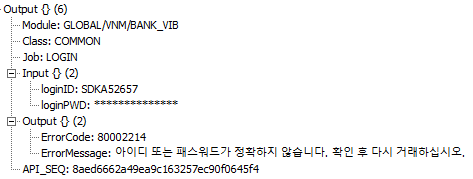 Output {} (6)
Module: GLOBAL/VNM/BANK_VIB
Class: COMMON
Job: LOGIN
Input {} (2)
loginID: SDKA52657
loginPWD: **************
Output {} (2)
ErrorCode: 80002214
ErrorMessage: 아이디 또는 패스워드가 정확하지 않습니다. 확인 후 다시 거래하십시오.
API_SEQ: 8aed6662a49ea9c163257ec90f0645f4